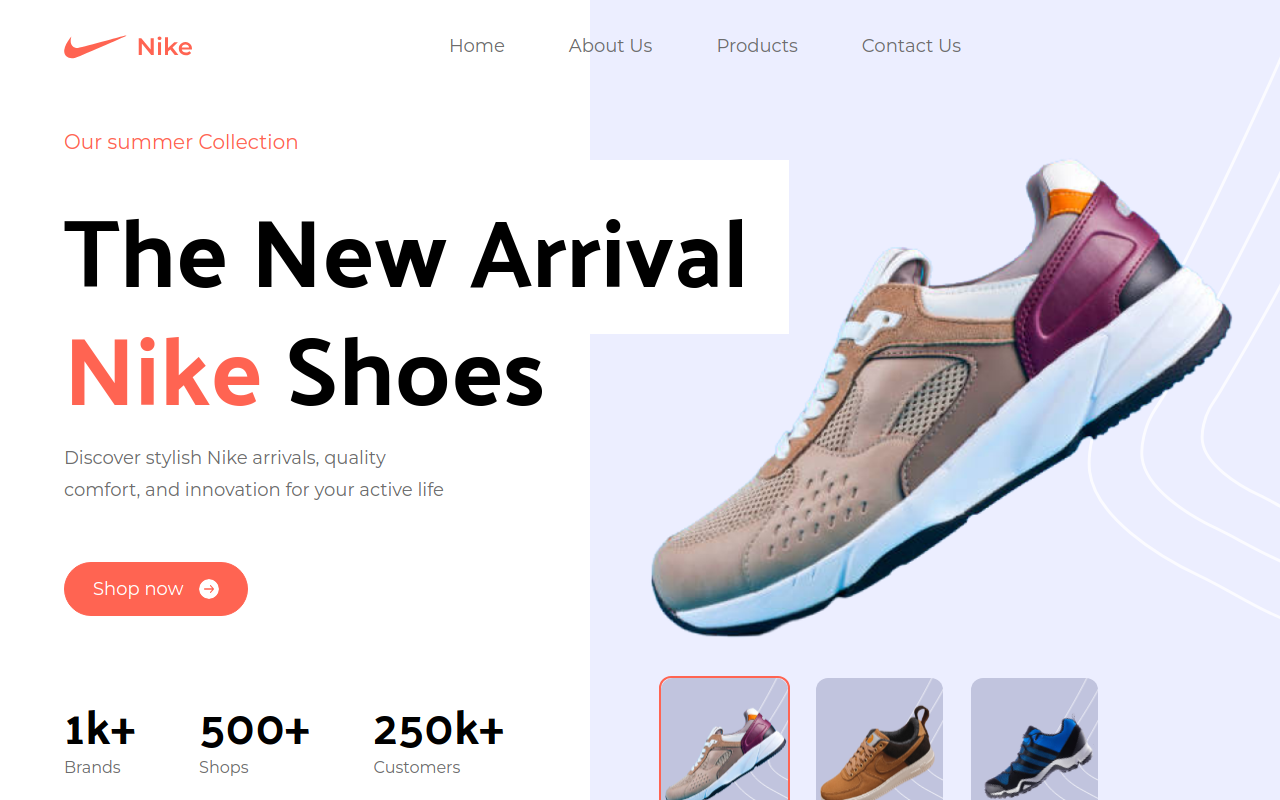 Nike
Home
About Us
Products
Contact Us
Our summer Collection
The New Arrival
Nike Shoes
Discover stylish Nike arrivals, quality
comfort, and innovation for your active life
Shop now
1k+
Brands
500+
Shops
250k+
Customers